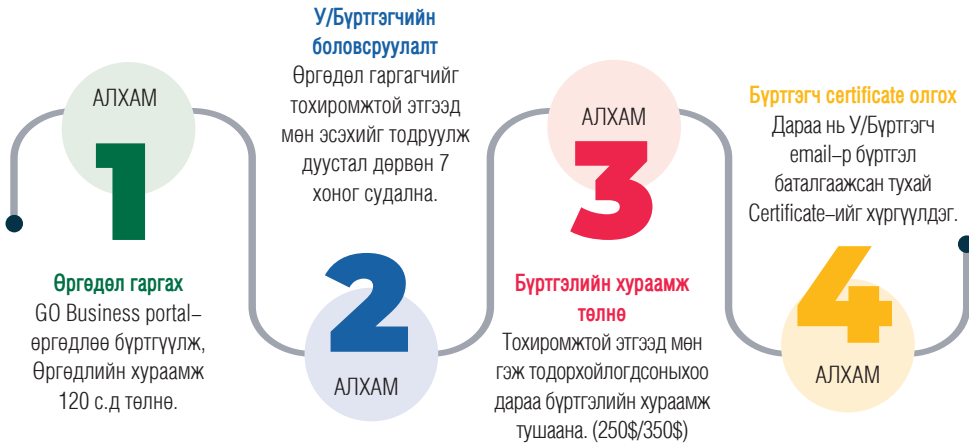 АЛХАМ
1
Өргөдөл гаргах
GO Business portal–
өргөдлөө бүртгүүлж,
Өргөдлийн хураамж
120 с.д төлнө.
У/Бүртгэгчийн
боловсруулалт
Өргөдөл гаргагчийг
тохиромжтой этгээд
мөн эсэхийг тодруулж
дуустал дөрвөн 7
хоног судална.
2
АЛХАМ
АЛХАМ
3
Бүртгэлийн хураамж
төлнө
Тохиромжтой этгээд мөн
гэж тодорхойлогдсоныхоо
дараа бүртгэлийн хураамж
тушаана. (250$/350$)
Бүртгэгч certificate олгох
Дараа нь У/Бүртгэгч
email–р бүртгэл
баталгаажсан тухай
Certificate–ийг хүргүүлдэг.
4
АЛХАМ